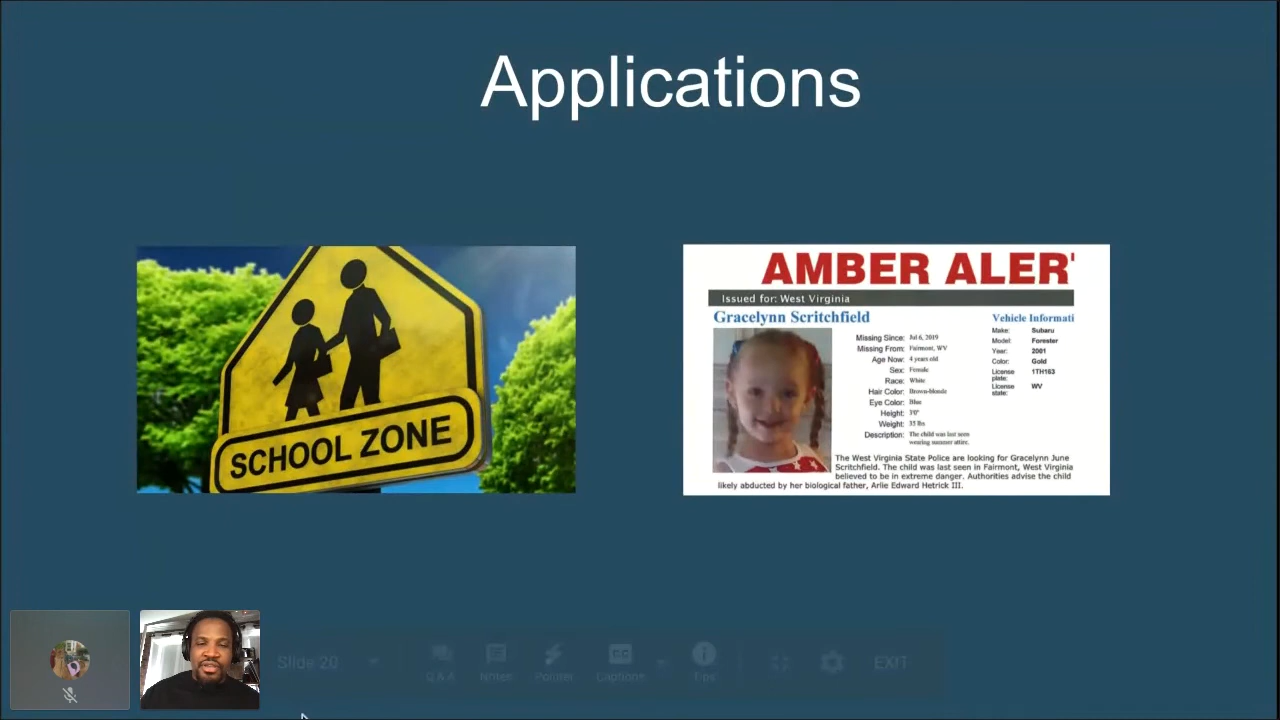 Applications
SCHOOL ZONE
AMBER ALER
Issued for: West Virginia
Gracelynn Scritchfield
Missing Since: Jul 6, 2019
Missing From: Fairmont, WV
Age Now: 4 years old
Sex: Female
Race: White
Hair Color: Brown-blonde
Eye Color: Blue
Height: 3'0"
Weight: 35 lbs
Description: The child was last seen
wearing summer attire.
Vehicle Informati
Make: Subaru
Model: Forester
Year: 2001
Color: Gold
License plate: 1TH163
License state: WV
The West Virginia State Police are looking for Gracelynn June
Scritchfield. The child was last seen in Fairmont, West Virginia
believed to be in extreme danger. Authorities advise the child
likely abducted by her biological father, Arlie Edward Hetrick III.
Slide 20
Q&A
Notes
Pointer
CC
Captions
Tips
EXIT